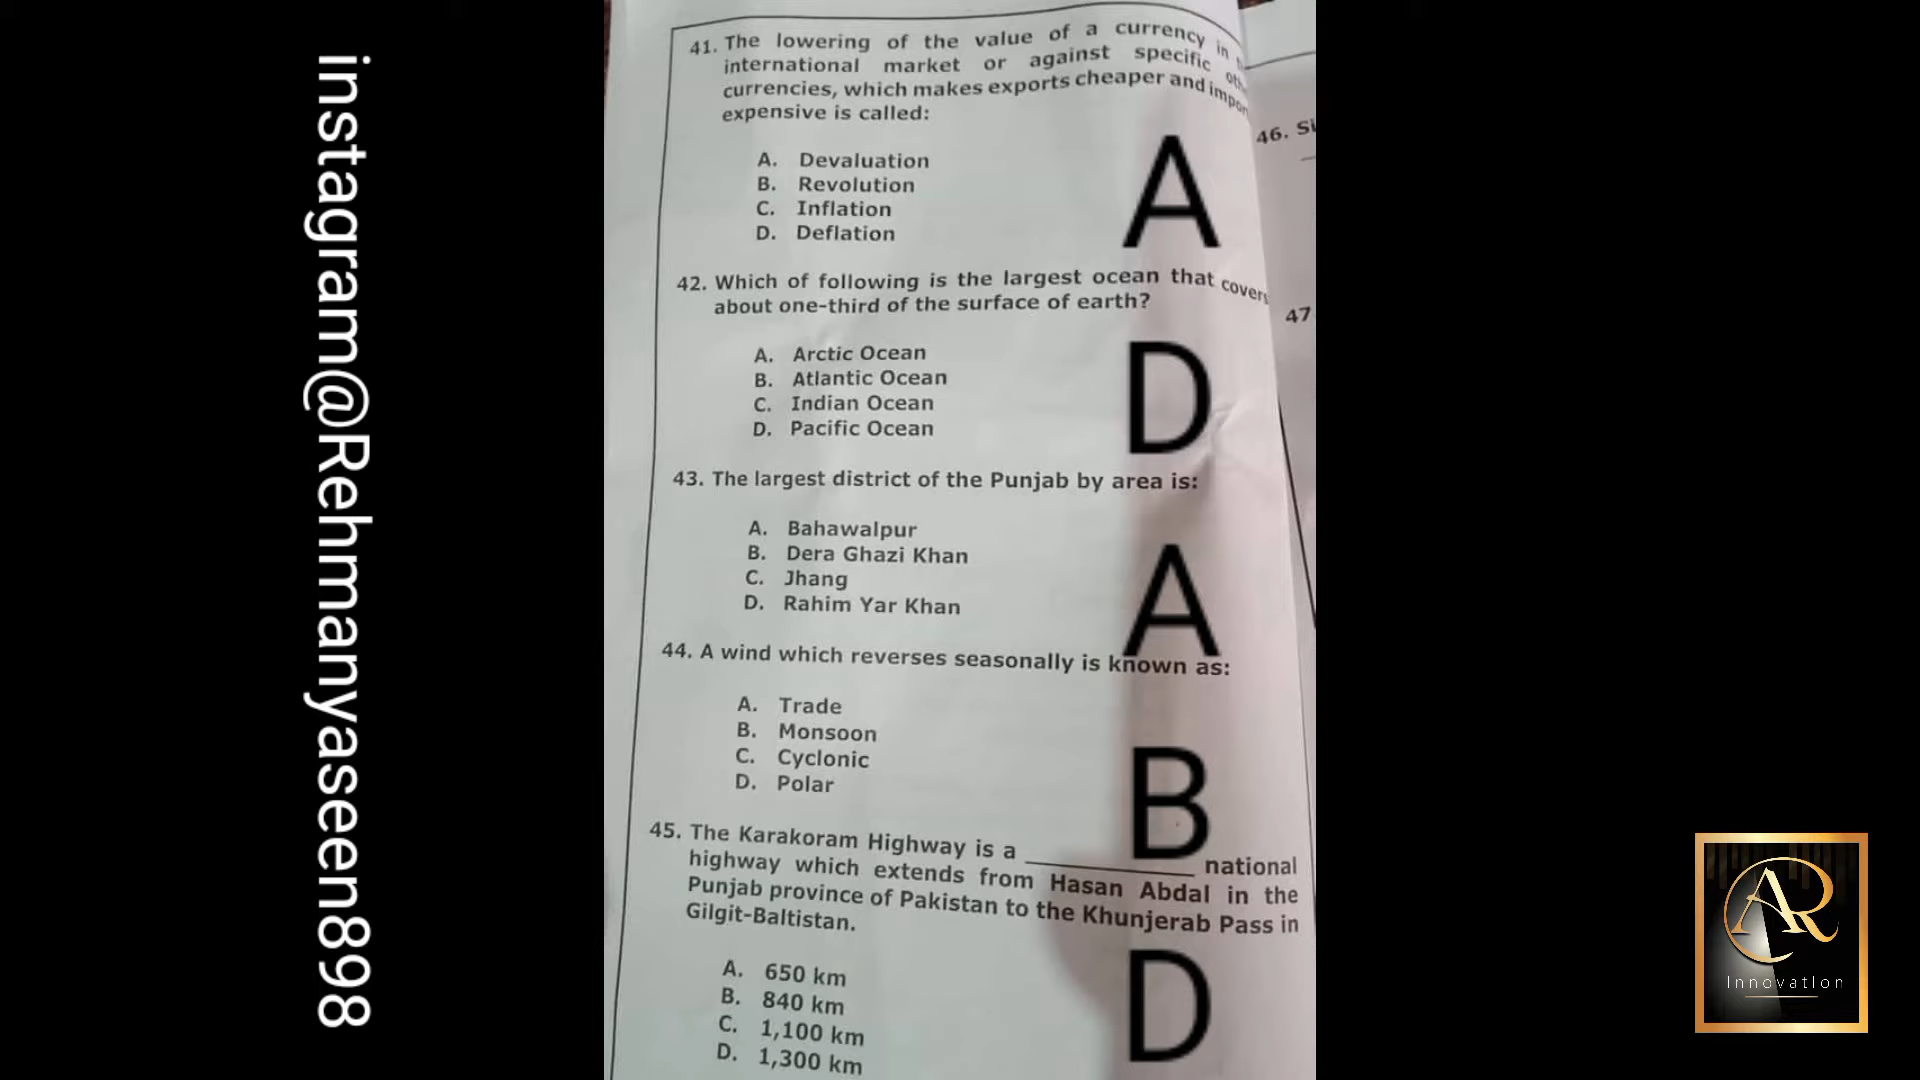 instagram@Rehmanyaseen898
41. The lowering of the value of a currency in
international market or against specific
currencies, which makes exports cheaper and
expensive is called:
A. Devaluation
B. Revolution
C. Inflation
D. Deflation
A
42. Which of following is the largest ocean that covers
about one-third of the surface of earth?
A. Arctic Ocean
B. Atlantic Ocean
C. Indian Ocean
D. Pacific Ocean
D
43. The largest district of the Punjab by area is:
A. Bahawalpur
B. Dera Ghazi Khan
C. Jhang
D. Rahim Yar Khan
A
44. A wind which reverses seasonally is known as:
A. Trade
B. Monsoon
C. Cyclonic
D. Polar
B
45. The Karakoram Highway is a ________ national
highway which extends from Hasan Abdal in the
Punjab province of Pakistan to the Khunjerab Pass in
Gilgit-Baltistan.
A. 650 km
B. 840 km
C. 1,100 km
D. 1,300 km
D
46.
47
AR
Innovation